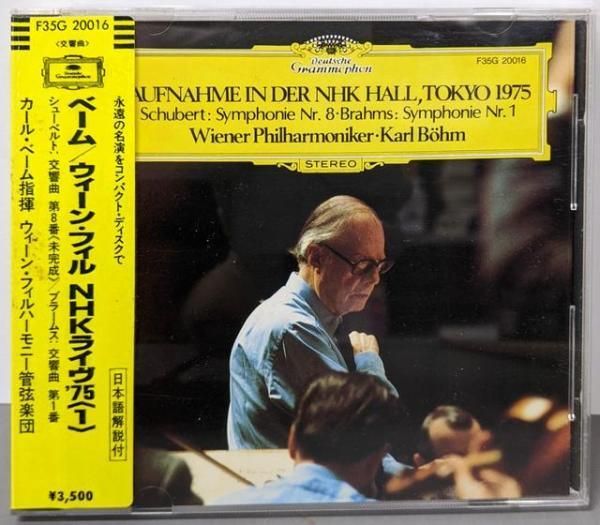 F35G 20016
〈交響曲〉
永遠の名演をコンパクト・ディスクで
ベーム/ウィーン・フィル NHKライヴ'75〈1〉
シューベルト:交響曲 第8番〈未完成〉/ブラームス:交響曲 第1番
カール・ベーム指揮 ウィーン・フィルハーモニー管弦楽団
日本語解説付
¥3,500
Deutsche
Grammophon
F35G 20016
AUFNAHME IN DER NHK HALL, TOKYO 1975
Schubert: Symphonie Nr. 8·Brahms: Symphonie Nr. 1
Wiener Philharmoniker·Karl Böhm
STEREO